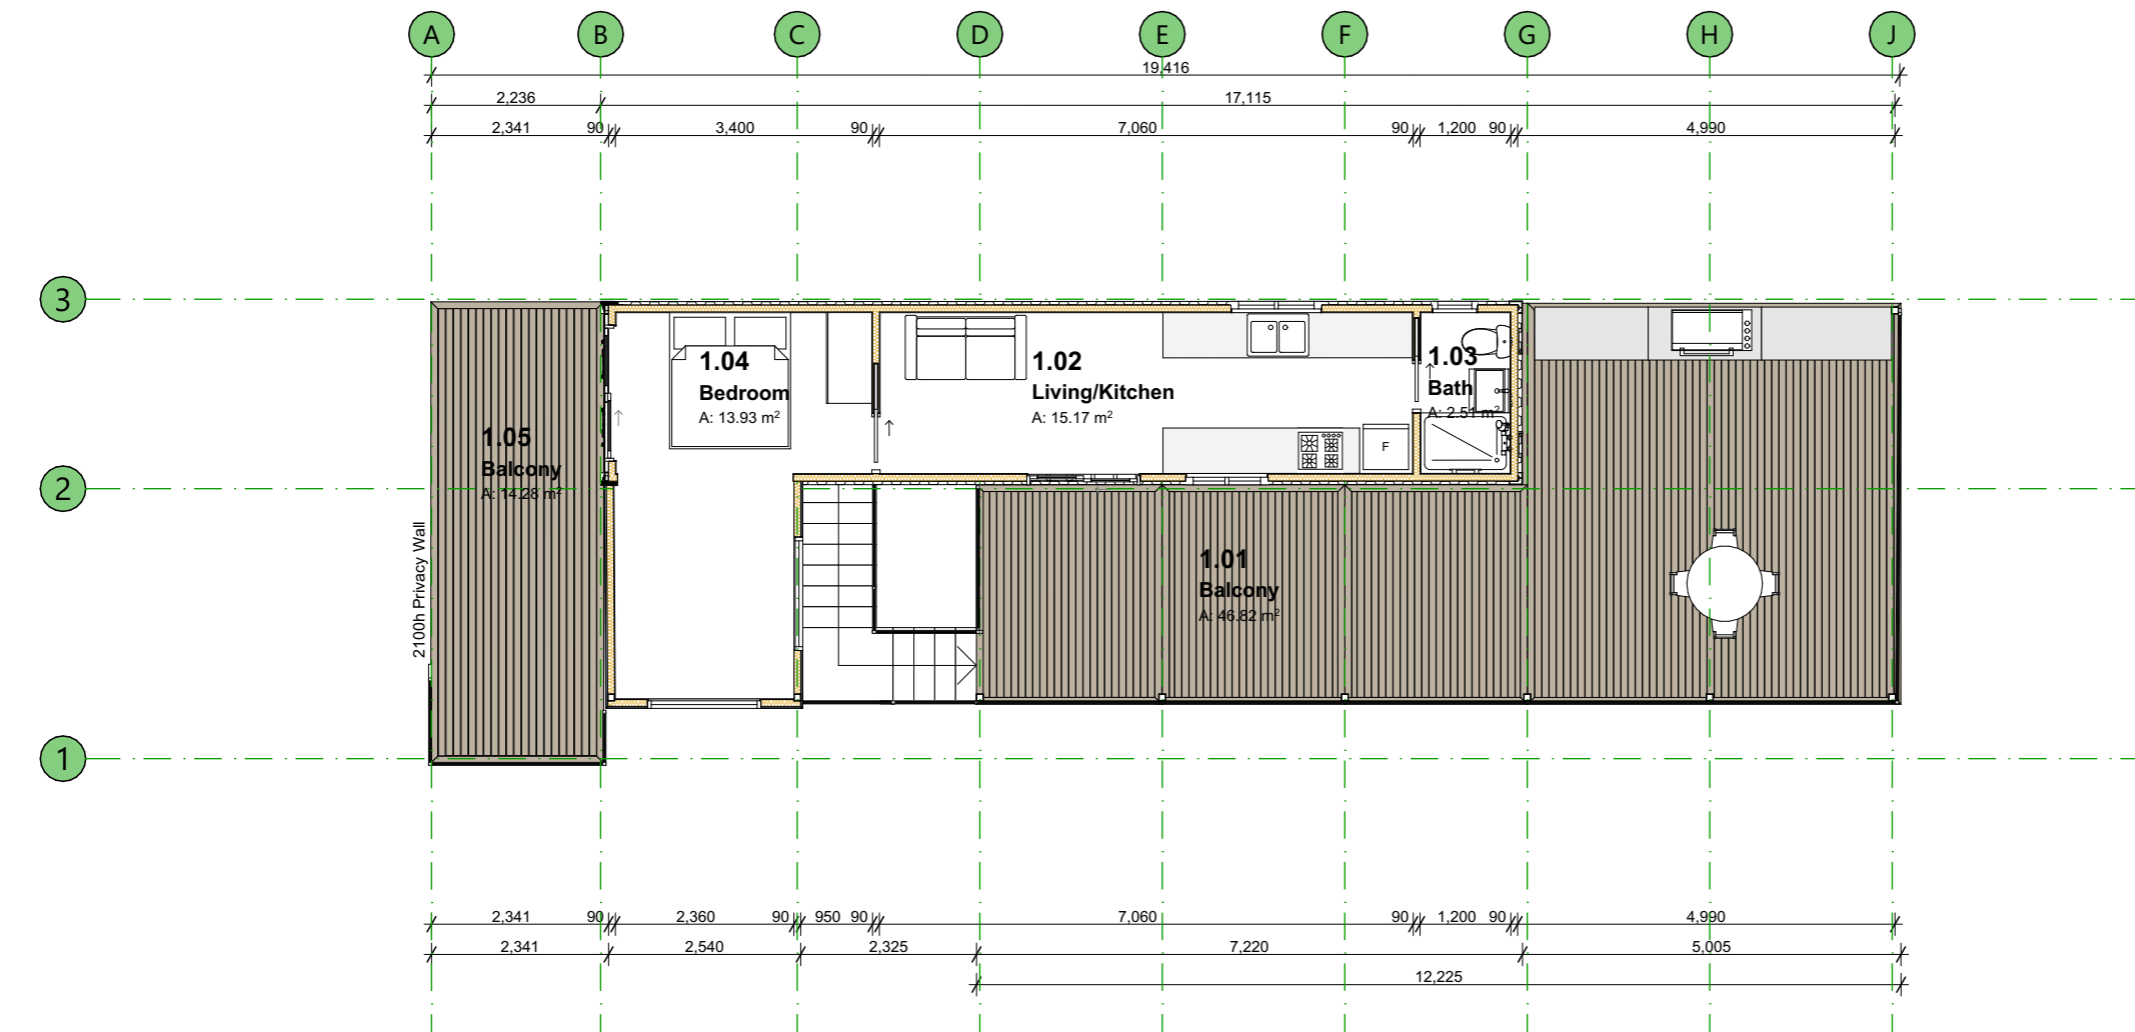 A B C D E F G H J
19,416
2,236 17,115
2,341 90 3,400 90 7,060 90 1,200 90 4,990
3
1.04
Bedroom
A: 13.93 m²
1.02
Living/Kitchen
A: 15.17 m²
1.03
Bath
A: 2.51 m²
F
1.05
Balcony
A: 14.28 m²
2
2100h Privacy Wall
1.01
Balcony
A: 46.82 m²
1
2,341 90 2,360 90 950 90 7,060 90 1,200 90 4,990
2,341 2,540 2,325 7,220 5,005
12,225